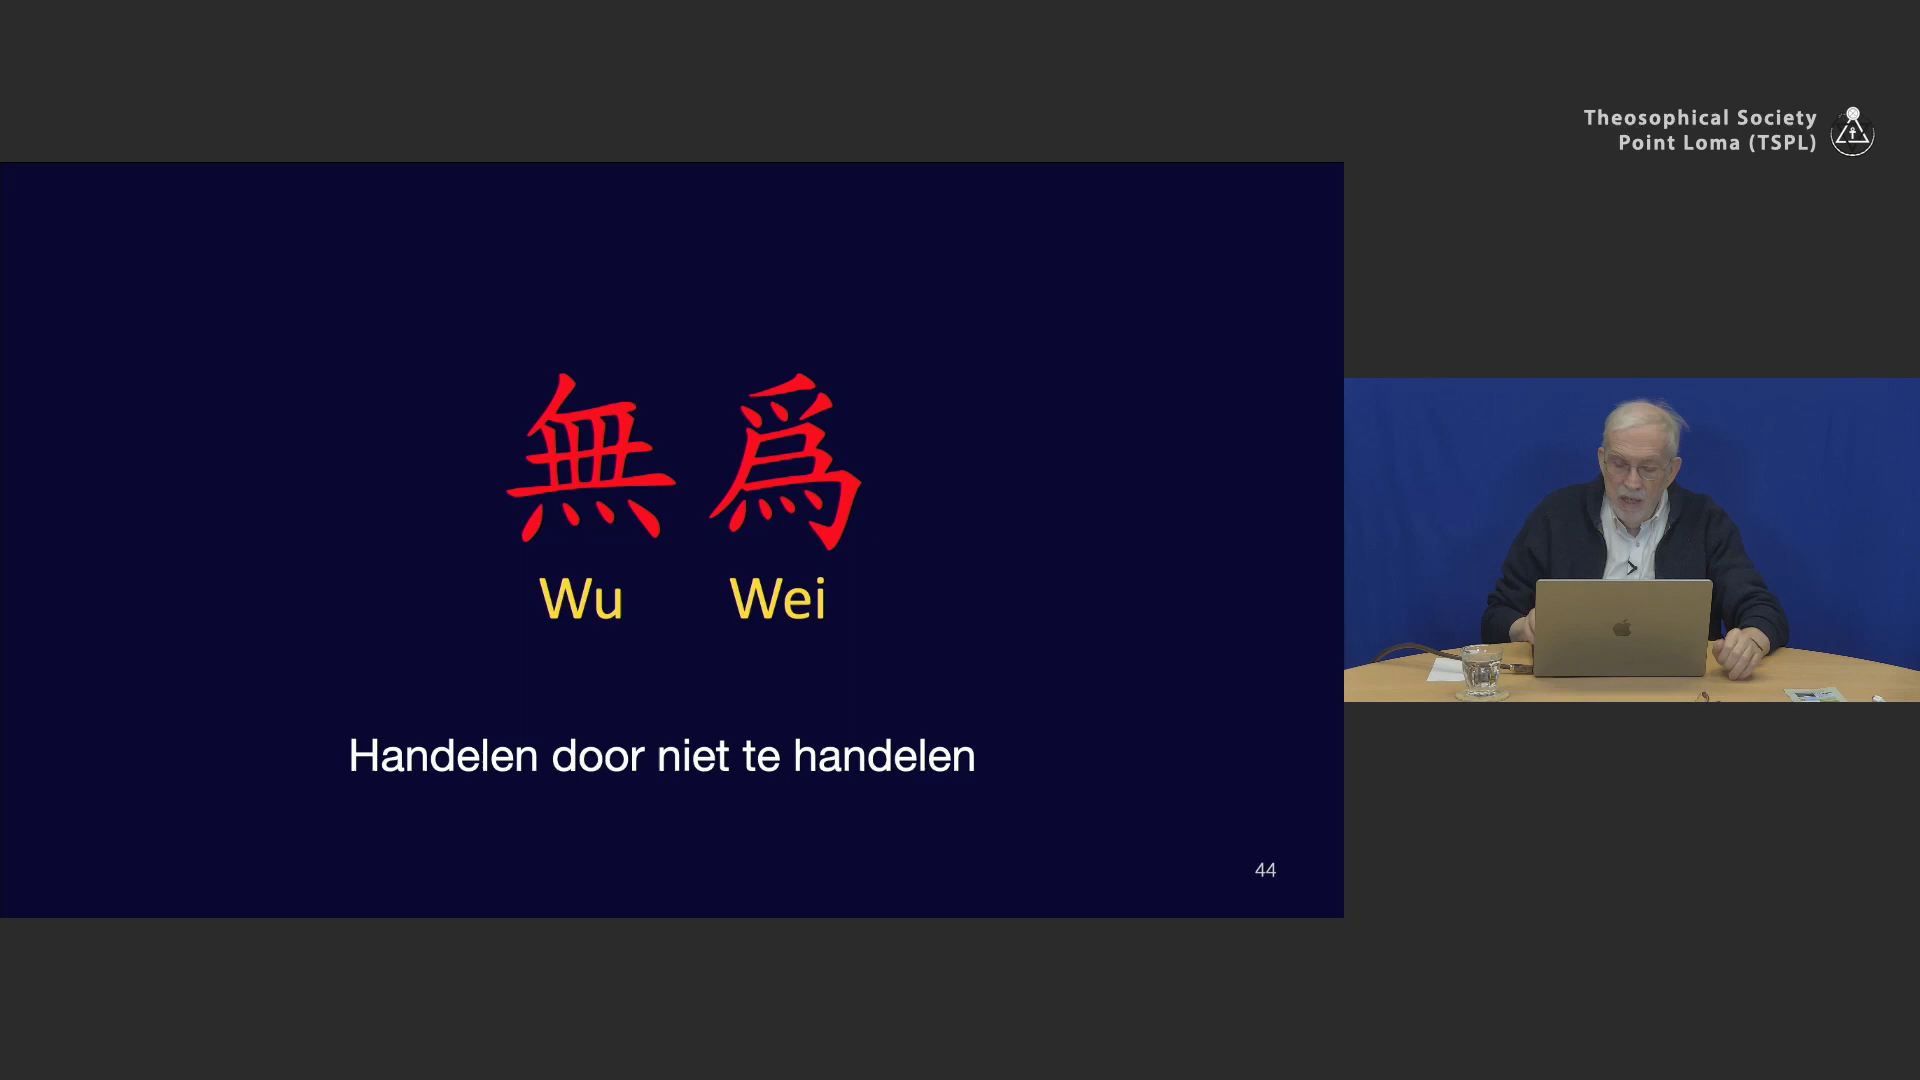 Theosophical Society
Point Loma (TSPL)
無爲
Wu Wei
Handelen door niet te handelen
44